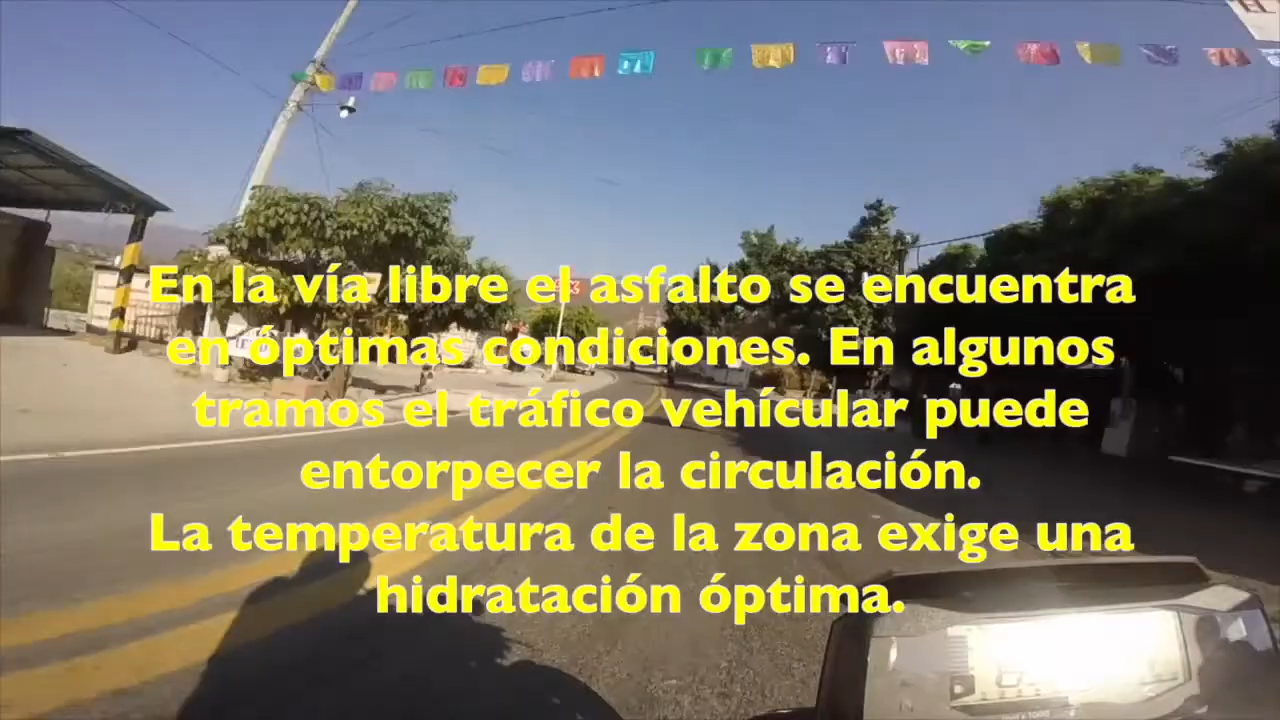 En la vía libre el asfalto se encuentra
en óptimas condiciones. En algunos
tramos el tráfico vehícular puede
entorpecer la circulación.
La temperatura de la zona exige una
hidratación óptima.